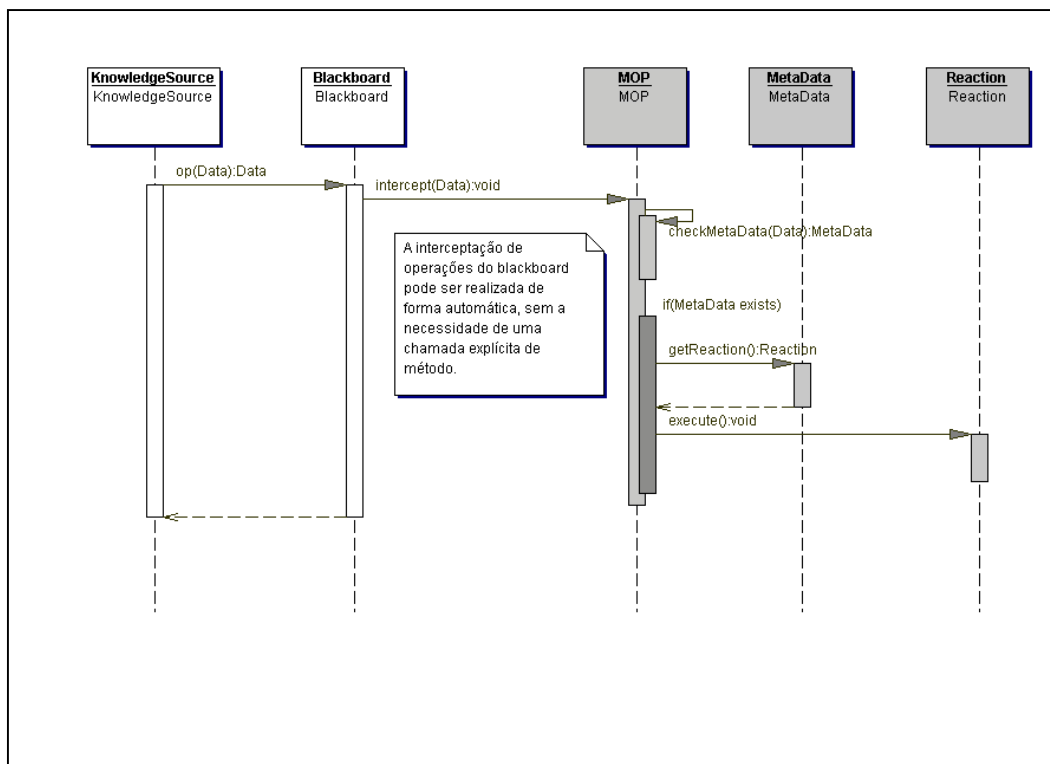 KnowledgeSource
KnowledgeSource
Blackboard
Blackboard
MOP
MOP
MetaData
MetaData
Reaction
Reaction
op(Data):Data
intercept(Data):void
checkMetaData(Data):MetaData
A interceptação de
operações do blackboard
pode ser realizada de
forma automática, sem a
necessidade de uma
chamada explícita de
método.
if(MetaData exists)
getReaction():Reaction
execute():void